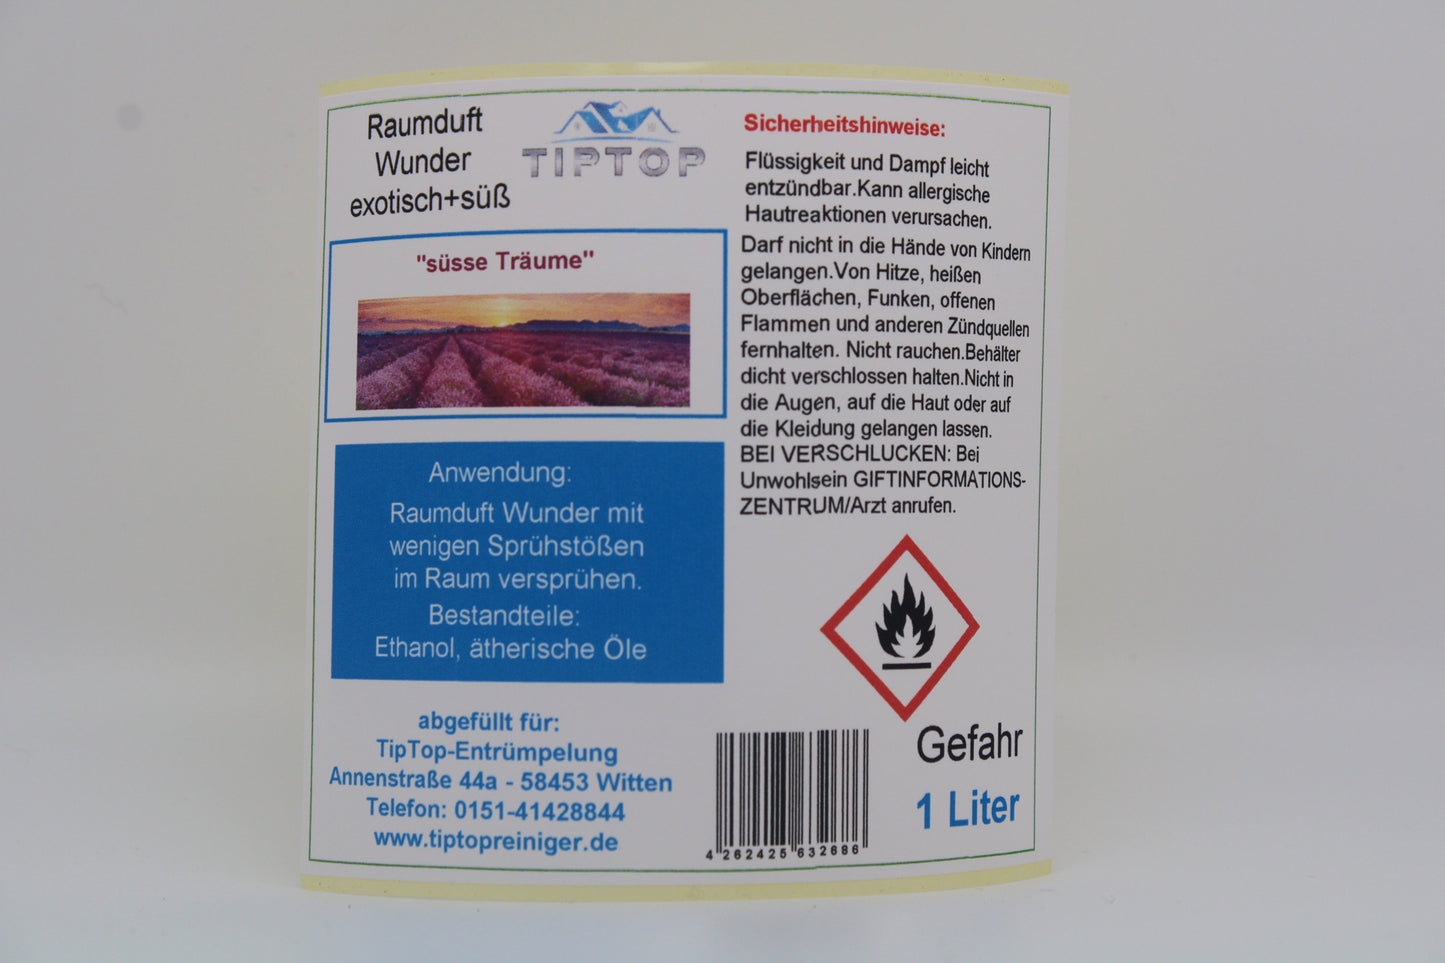 Raumduft
Wunder
exotisch+süß
TIPTOP
"süsse Träume"
Anwendung:
Raumduft Wunder mit
wenigen Sprühstößen
im Raum versprühen.
Bestandteile:
Ethanol, ätherische Öle
abgefüllt für:
TipTop-Entrümpelung
Annenstraße 44a - 58453 Witten
Telefon: 0151-41428844
www.tiptopreiniger.de
Sicherheitshinweise:
Flüssigkeit und Dampf leicht
entzündbar.Kann allergische
Hautreaktionen verursachen.
Darf nicht in die Hände von Kindern
gelangen.Von Hitze, heißen
Oberflächen, Funken, offenen
Flammen und anderen Zündquellen
fernhalten. Nicht rauchen.Behälter
dicht verschlossen halten.Nicht in
die Augen, auf die Haut oder auf
die Kleidung gelangen lassen.
BEI VERSCHLUCKEN: Bei
Unwohlsein GIFTINFORMATIONS-
ZENTRUM/Arzt anrufen.
Gefahr
1 Liter
4 262425 632686